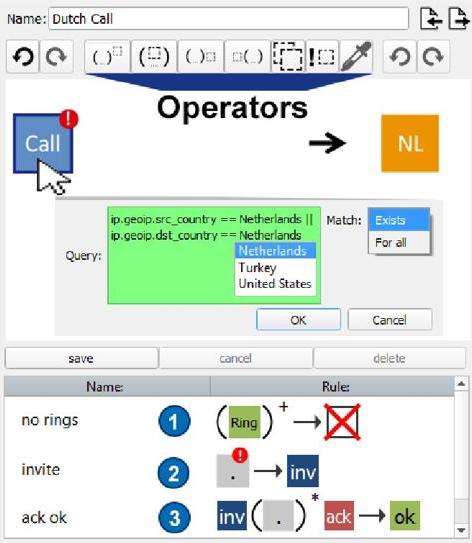 Name: Dutch Call
( )
( )
( )
( )
!
Operators
Call !
NL
ip.geoip.src_country == Netherlands ||
ip.geoip.dst_country == Netherlands
Query:
Netherlands
Turkey
United States
Match: Exists
For all
OK Cancel
save cancel delete
Name: Rule:
no rings 1 (Ring)+
invite 2 . ! inv
ack ok 3 inv ( . )* ack ok